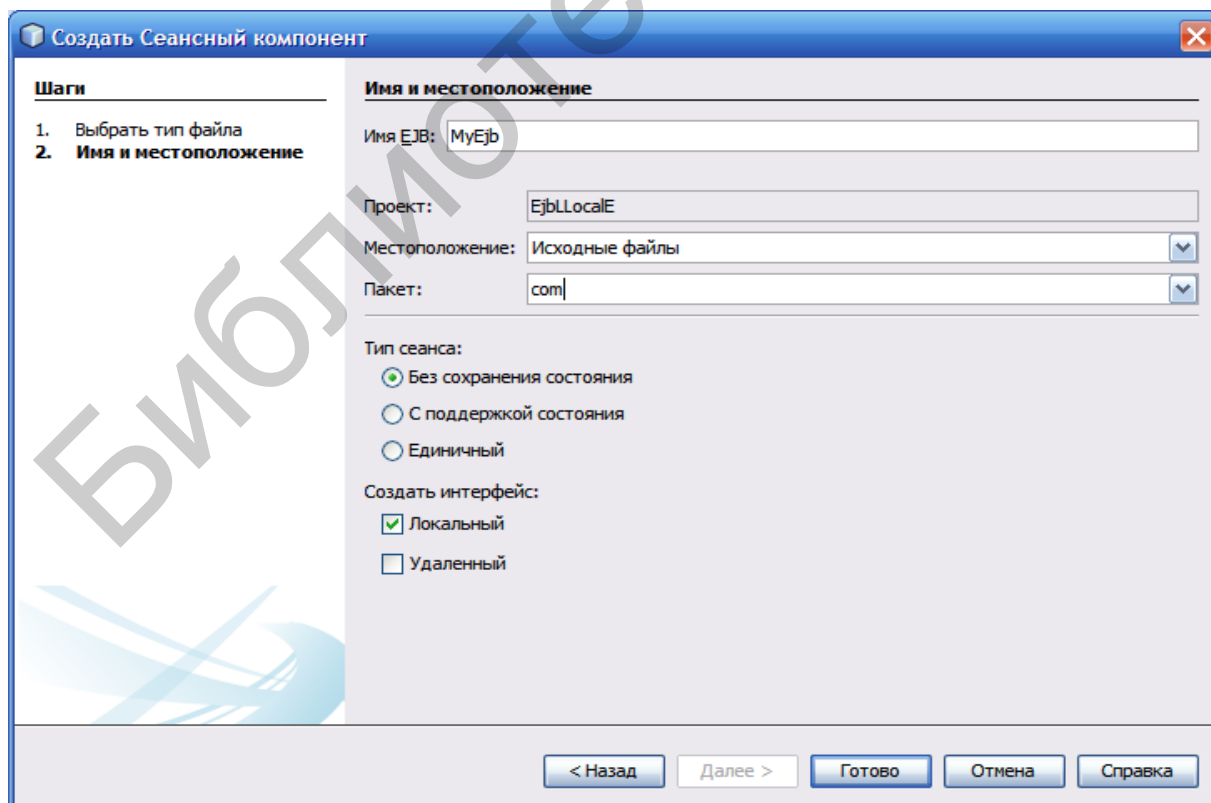 Создать Сеансный компонент
Шаги
1. Выбрать тип файла
2. Имя и местоположение
Имя и местоположение
Имя EJB: MyEjb
Проект: EjbLLocalE
Местоположение: Исходные файлы
Пакет: com
Тип сеанса:
Без сохранения состояния
С поддержкой состояния
Единичный
Создать интерфейс:
Локальный
Удаленный
< Назад Далее > Готово Отмена Справка
Библиоте